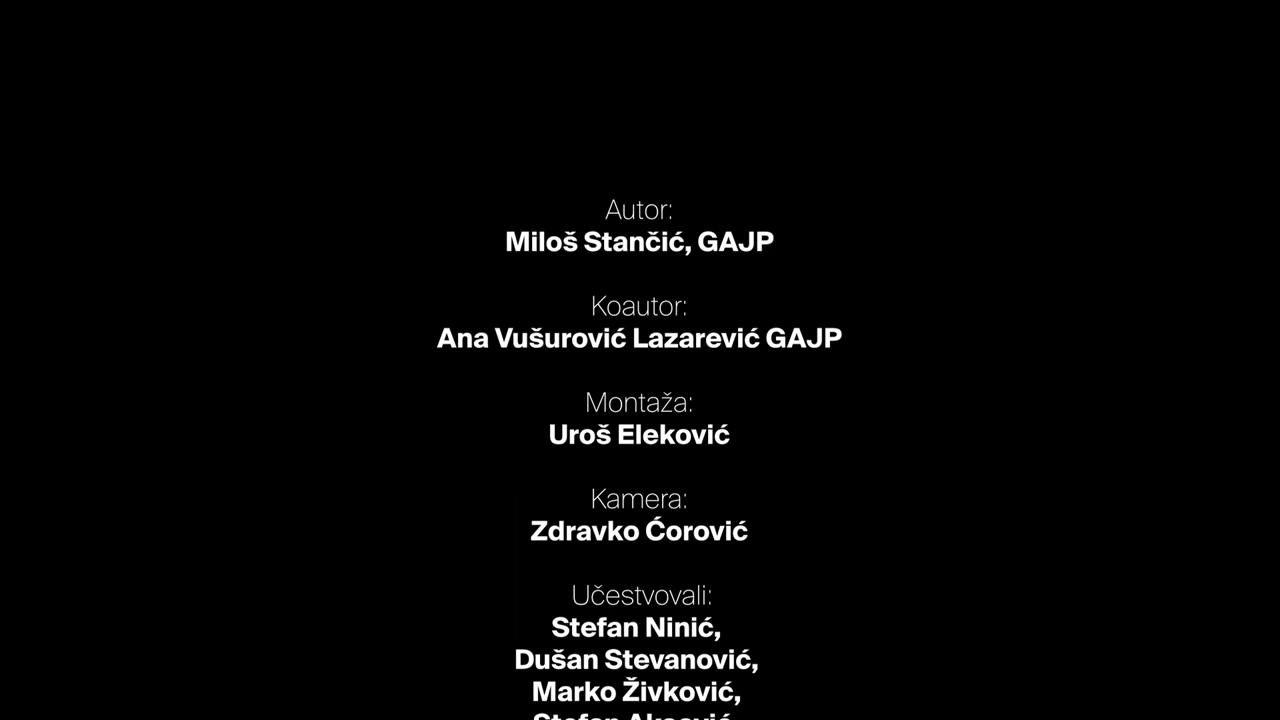 Autor:
Miloš Stančić, GAJP
Koautor:
Ana Vušurović Lazarević GAJP
Montaža:
Uroš Eleković
Kamera:
Zdravko Ćorović
Učestvovali:
Stefan Ninić,
Dušan Stevanović,
Marko Živković,
Stefan